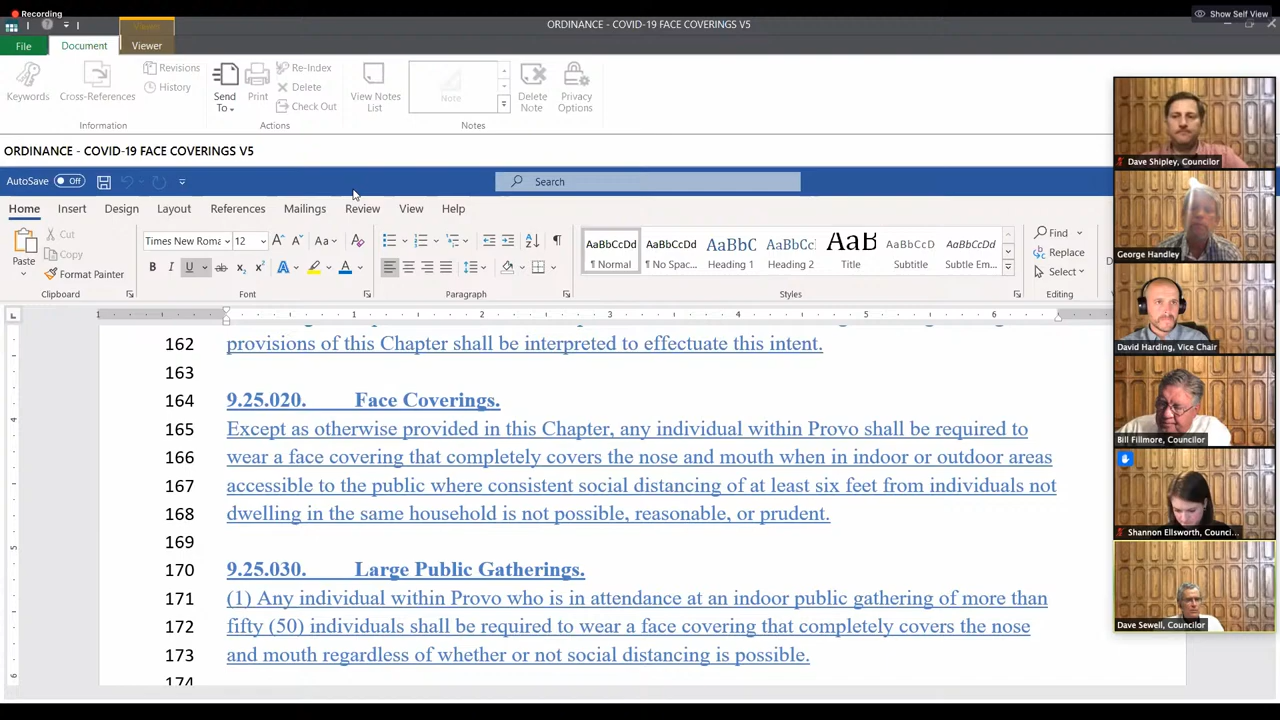 Recording
Show Self View
ORDINANCE - COVID-19 FACE COVERINGS V5
Viewer
File
Document
Viewer
Keywords
Cross-References
Revisions
History
Information
Send To
Print
Re-Index
Delete
Check Out
Actions
View Notes List
Note
Delete Note
Privacy Options
Notes
ORDINANCE - COVID-19 FACE COVERINGS V5
AutoSave Off
Search
Home Insert Design Layout References Mailings Review View Help
Paste
Cut
Copy
Format Painter
Clipboard
Times New Roma 12
Font
Paragraph
AaBbCcDd ¶ Normal
AaBbCcDd ¶ No Spac...
AaBbC Heading 1
AaBbCc Heading 2
AaB Title
AaBbCcD Subtitle
AaBbCcDd Subtle Em...
Styles
Find
Replace
Select
Editing
1 1 2 3 4 5 6
162 provisions of this Chapter shall be interpreted to effectuate this intent.
163
164 9.25.020. Face Coverings.
165 Except as otherwise provided in this Chapter, any individual within Provo shall be required to
166 wear a face covering that completely covers the nose and mouth when in indoor or outdoor areas
167 accessible to the public where consistent social distancing of at least six feet from individuals not
168 dwelling in the same household is not possible, reasonable, or prudent.
169
170 9.25.030. Large Public Gatherings.
171 (1) Any individual within Provo who is in attendance at an indoor public gathering of more than
172 fifty (50) individuals shall be required to wear a face covering that completely covers the nose
173 and mouth regardless of whether or not social distancing is possible.
174
Dave Shipley, Councilor
George Handley
David Harding, Vice Chair
Bill Fillmore, Councilor
Shannon Ellsworth, Counci...
Dave Sewell, Councilor